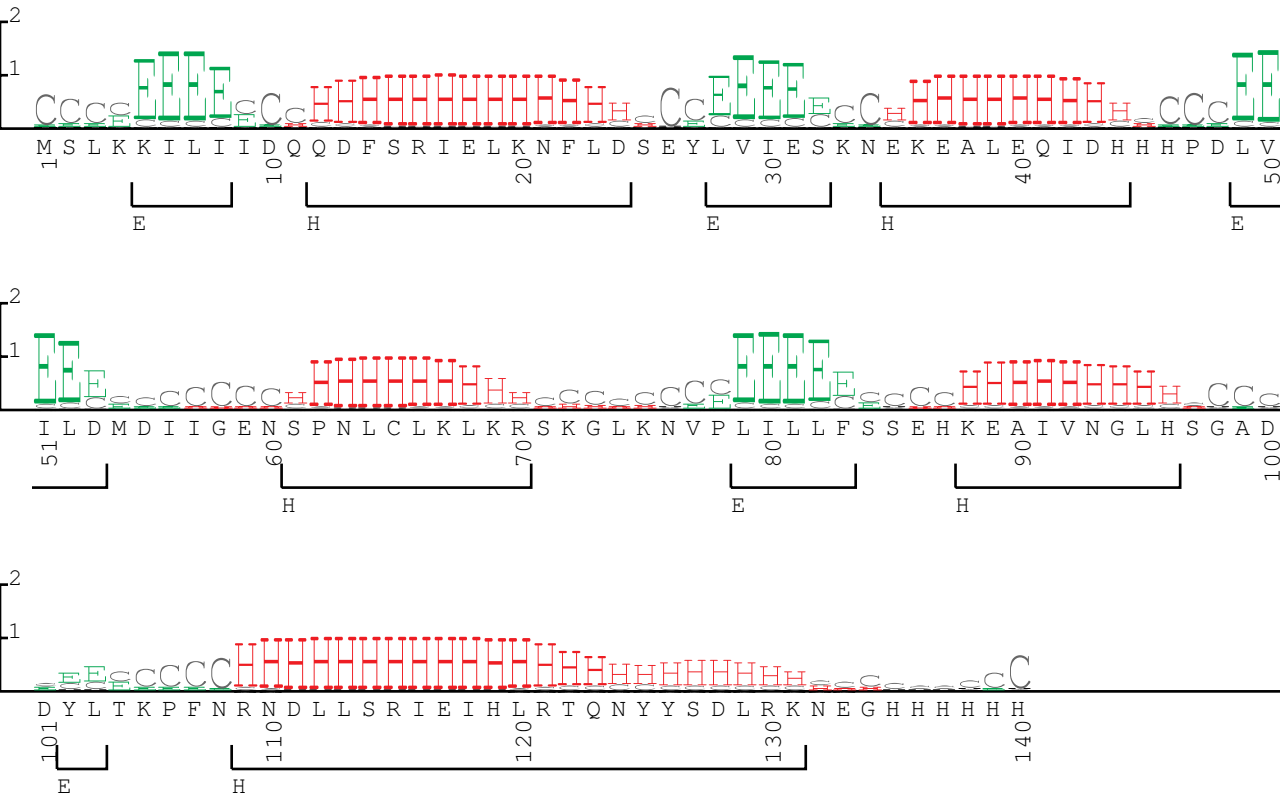 2
1
M S L K K I L I I D Q Q D F S R I E L K N F L D S E Y L V I E S K N E K E A L E Q I D H H H P D L V
1 10 20 30 40 50
E H E H E
2
1
I L D M D I I G E N S P N L C L K L K R S K G L K N V P L I L L F S S E H K E A I V N G L H S G A D
51 60 70 80 90 100
H E H
2
1
D Y L T K P F N R N D L L S R I E I H L R T Q N Y Y S D L R K N E G H H H H H H
101 110 120 130 140
E H